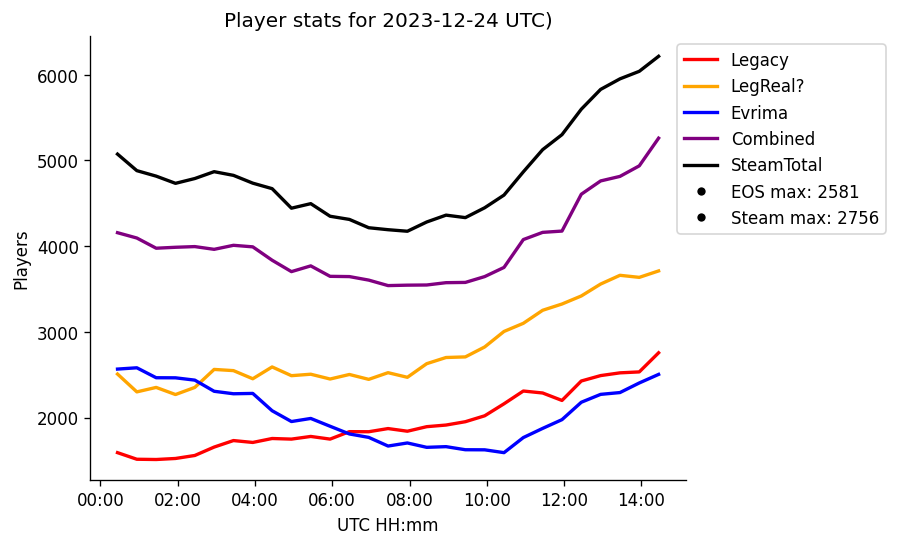 Player stats for 2023-12-24 UTC)
Legacy
LegReal?
Evrima
Combined
SteamTotal
EOS max: 2581
Steam max: 2756
Players
6000
5000
4000
3000
2000
00:00 02:00 04:00 06:00 08:00 10:00 12:00 14:00
UTC HH:mm